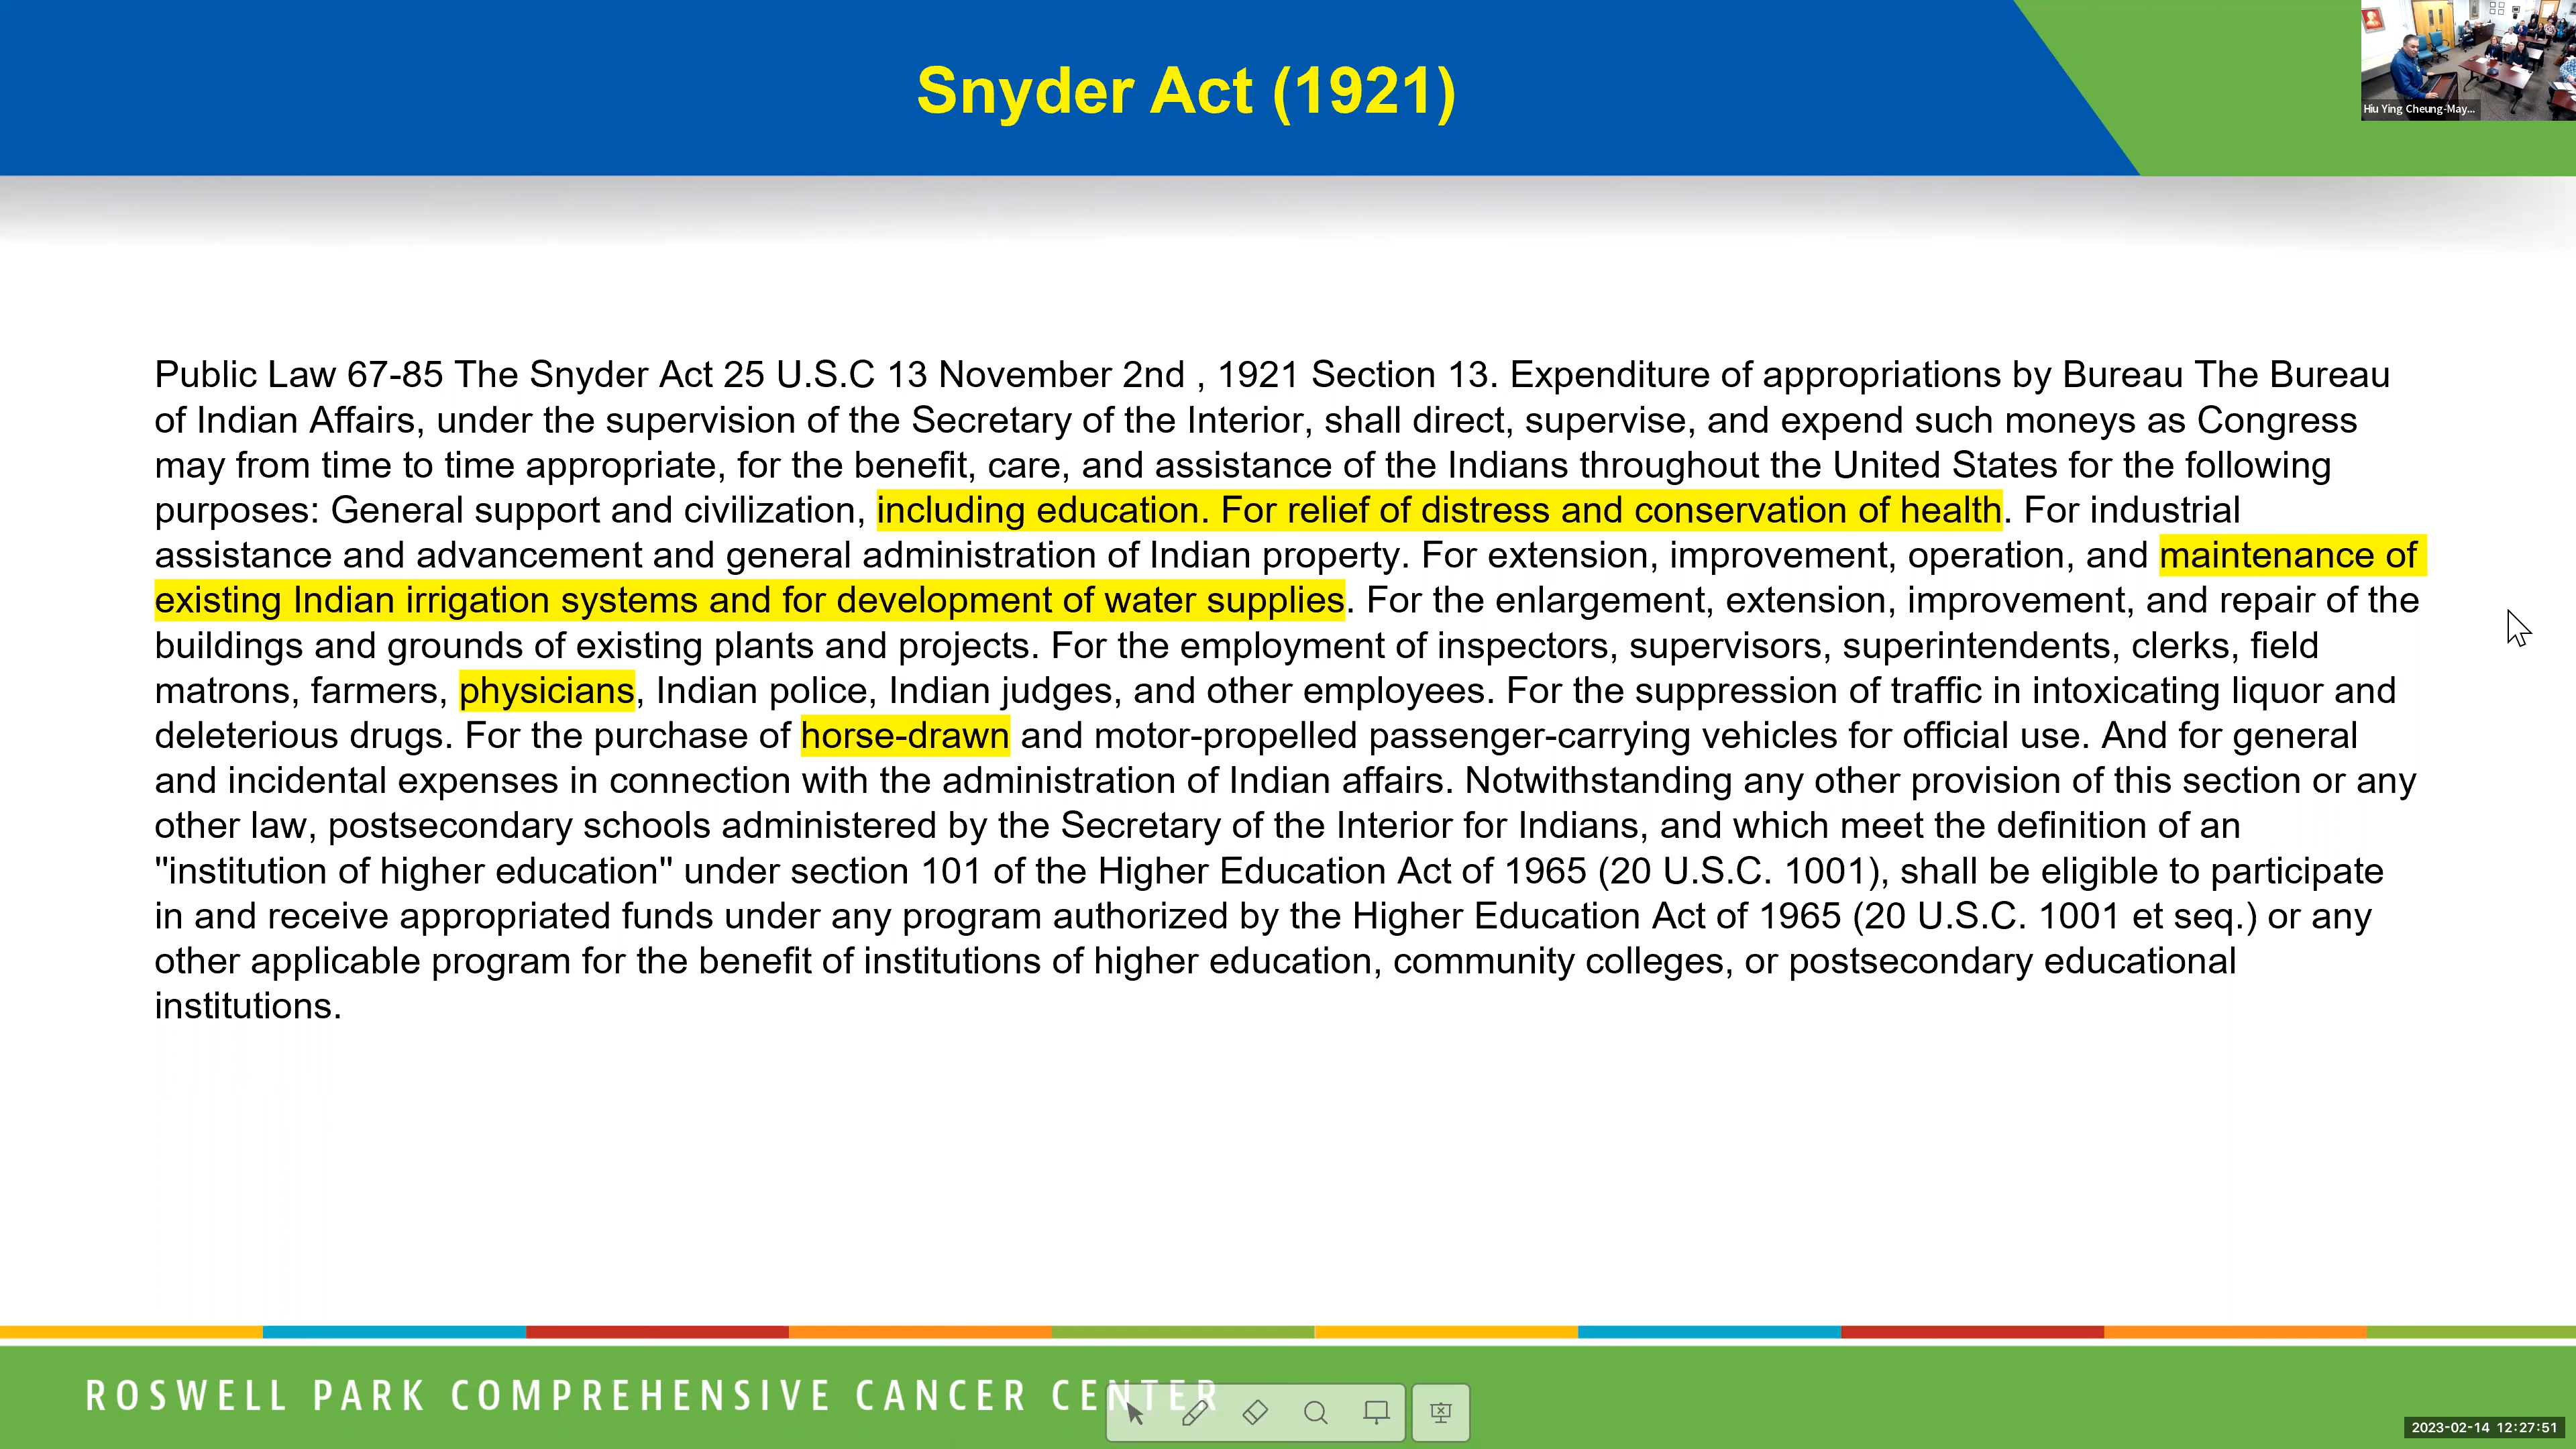 Snyder Act (1921)
Hiu Ying Cheung-May...
Public Law 67-85 The Snyder Act 25 U.S.C 13 November 2nd , 1921 Section 13. Expenditure of appropriations by Bureau The Bureau
of Indian Affairs, under the supervision of the Secretary of the Interior, shall direct, supervise, and expend such moneys as Congress
may from time to time appropriate, for the benefit, care, and assistance of the Indians throughout the United States for the following
purposes: General support and civilization, including education. For relief of distress and conservation of health. For industrial
assistance and advancement and general administration of Indian property. For extension, improvement, operation, and maintenance of
existing Indian irrigation systems and for development of water supplies. For the enlargement, extension, improvement, and repair of the
buildings and grounds of existing plants and projects. For the employment of inspectors, supervisors, superintendents, clerks, field
matrons, farmers, physicians, Indian police, Indian judges, and other employees. For the suppression of traffic in intoxicating liquor and
deleterious drugs. For the purchase of horse-drawn and motor-propelled passenger-carrying vehicles for official use. And for general
and incidental expenses in connection with the administration of Indian affairs. Notwithstanding any other provision of this section or any
other law, postsecondary schools administered by the Secretary of the Interior for Indians, and which meet the definition of an
"institution of higher education" under section 101 of the Higher Education Act of 1965 (20 U.S.C. 1001), shall be eligible to participate
in and receive appropriated funds under any program authorized by the Higher Education Act of 1965 (20 U.S.C. 1001 et seq.) or any
other applicable program for the benefit of institutions of higher education, community colleges, or postsecondary educational
institutions.
ROSWELL PARK COMPREHENSIVE CANCER CENTER
2023-02-14 12:27:51